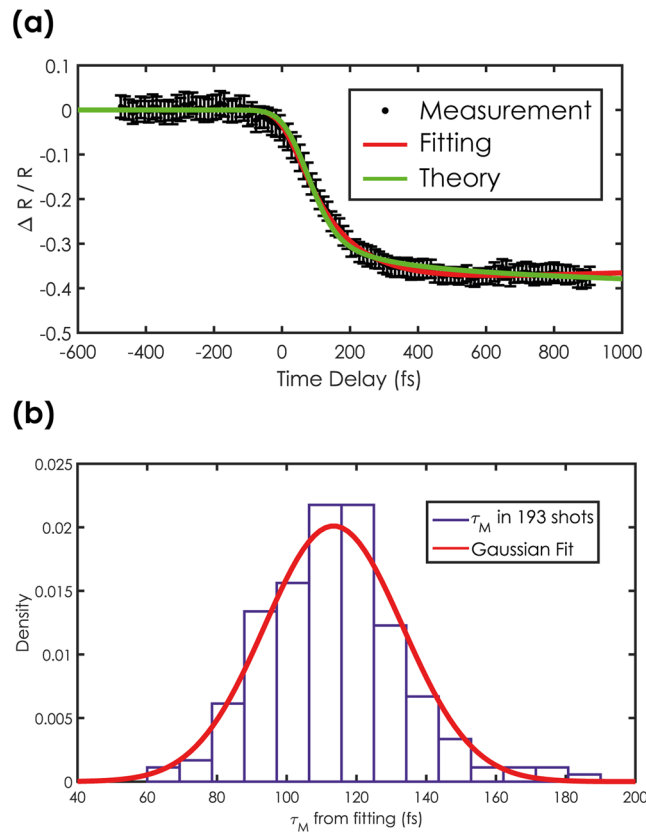 (a)
0.1
0
-0.1
-0.2
-0.3
-0.4
-0.5
Δ R / R
Measurement
Fitting
Theory
-600 -400 -200 0 200 400 600 800 1000
Time Delay (fs)
(b)
0.025
0.02
0.015
0.01
0.005
0
Density
τM in 193 shots
Gaussian Fit
40 60 80 100 120 140 160 180 200
τM from fitting (fs)